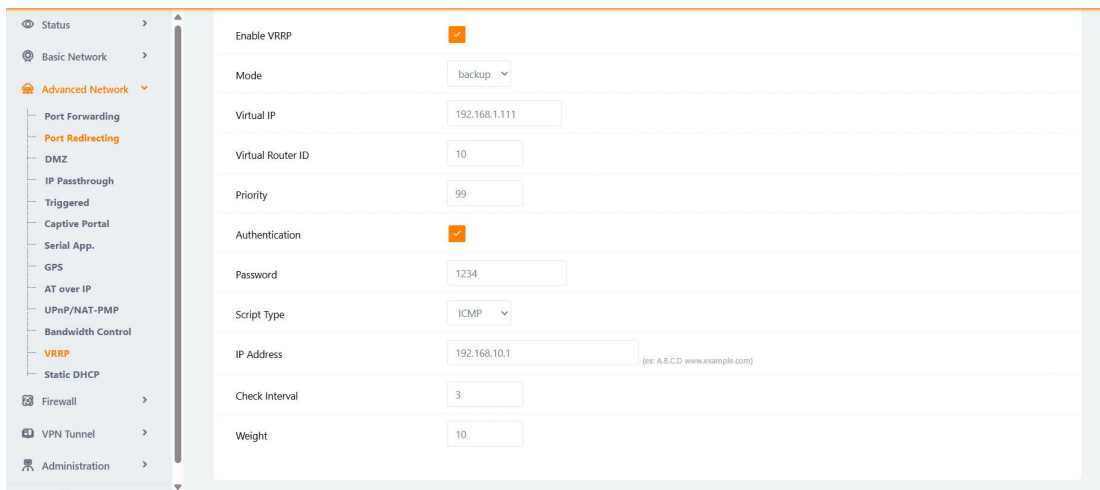 Status
Basic Network
Advanced Network
Port Forwarding
Port Redirecting
DMZ
IP Passthrough
Triggered
Captive Portal
Serial App.
GPS
AT over IP
UPnP/NAT-PMP
Bandwidth Control
VRRP
Static DHCP
Firewall
VPN Tunnel
Administration
Enable VRRP
Mode backup
Virtual IP 192.168.1.111
Virtual Router ID 10
Priority 99
Authentication
Password 1234
Script Type ICMP
IP Address 192.168.10.1 (ex: A.B.C.D www.example.com)
Check Interval 3
Weight 10